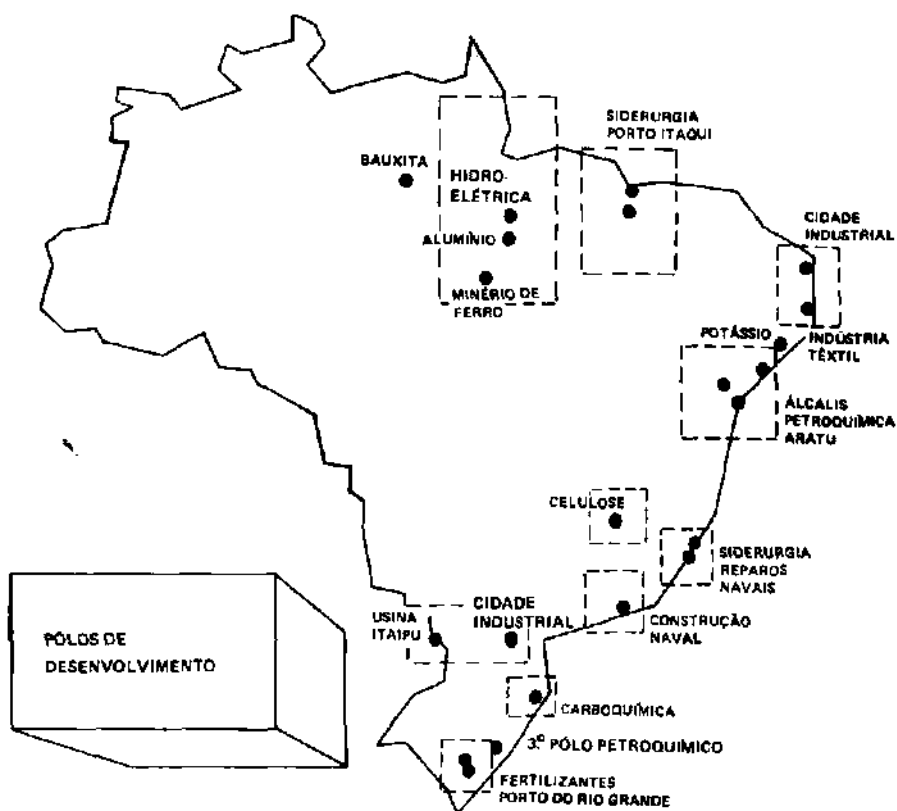 SIDERURGIA
PORTO ITAQUI
BAUXITA
HIDRO-
ELÉTRICA
ALUMÍNIO
MINÉRIO DE
FERRO
CIDADE
INDUSTRIAL
POTÁSSIO
INDÚSTRIA
TÊXTIL
ÁLCALIS
PETROQUÍMICA
ARATU
CELULOSE
SIDERURGIA
REPAROS
NAVAIS
CONSTRUÇÃO
NAVAL
USINA
ITAIPU
CIDADE
INDUSTRIAL
PÓLOS DE
DESENVOLVIMENTO
CARBOQUÍMICA
3.º PÓLO PETROQUÍMICO
FERTILIZANTES
PORTO DO RIO GRANDE